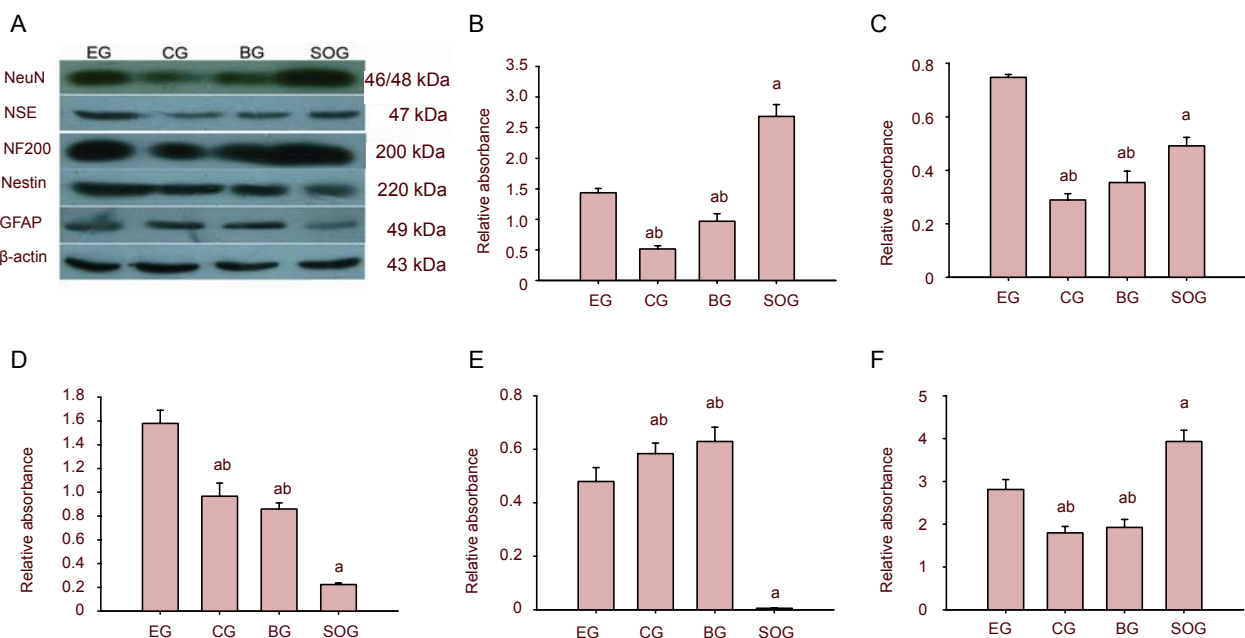 A
EG CG BG SOG
NeuN 46/48 kDa
NSE 47 kDa
NF200 200 kDa
Nestin 220 kDa
GFAP 49 kDa
β-actin 43 kDa
B
Relative absorbance
3.5
3.0
2.5
2.0
1.5
1.0
0.5
0
ab
ab
a
EG CG BG SOG
C
Relative absorbance
0.8
0.6
0.4
0.2
0
ab
ab
a
EG CG BG SOG
D
Relative absorbance
1.8
1.6
1.4
1.2
1.0
0.8
0.6
0.4
0.2
0
ab
ab
a
EG CG BG SOG
E
Relative absorbance
0.8
0.6
0.4
0.2
0
ab
ab
a
EG CG BG SOG
F
Relative absorbance
5
4
3
2
1
0
ab
ab
a
EG CG BG SOG